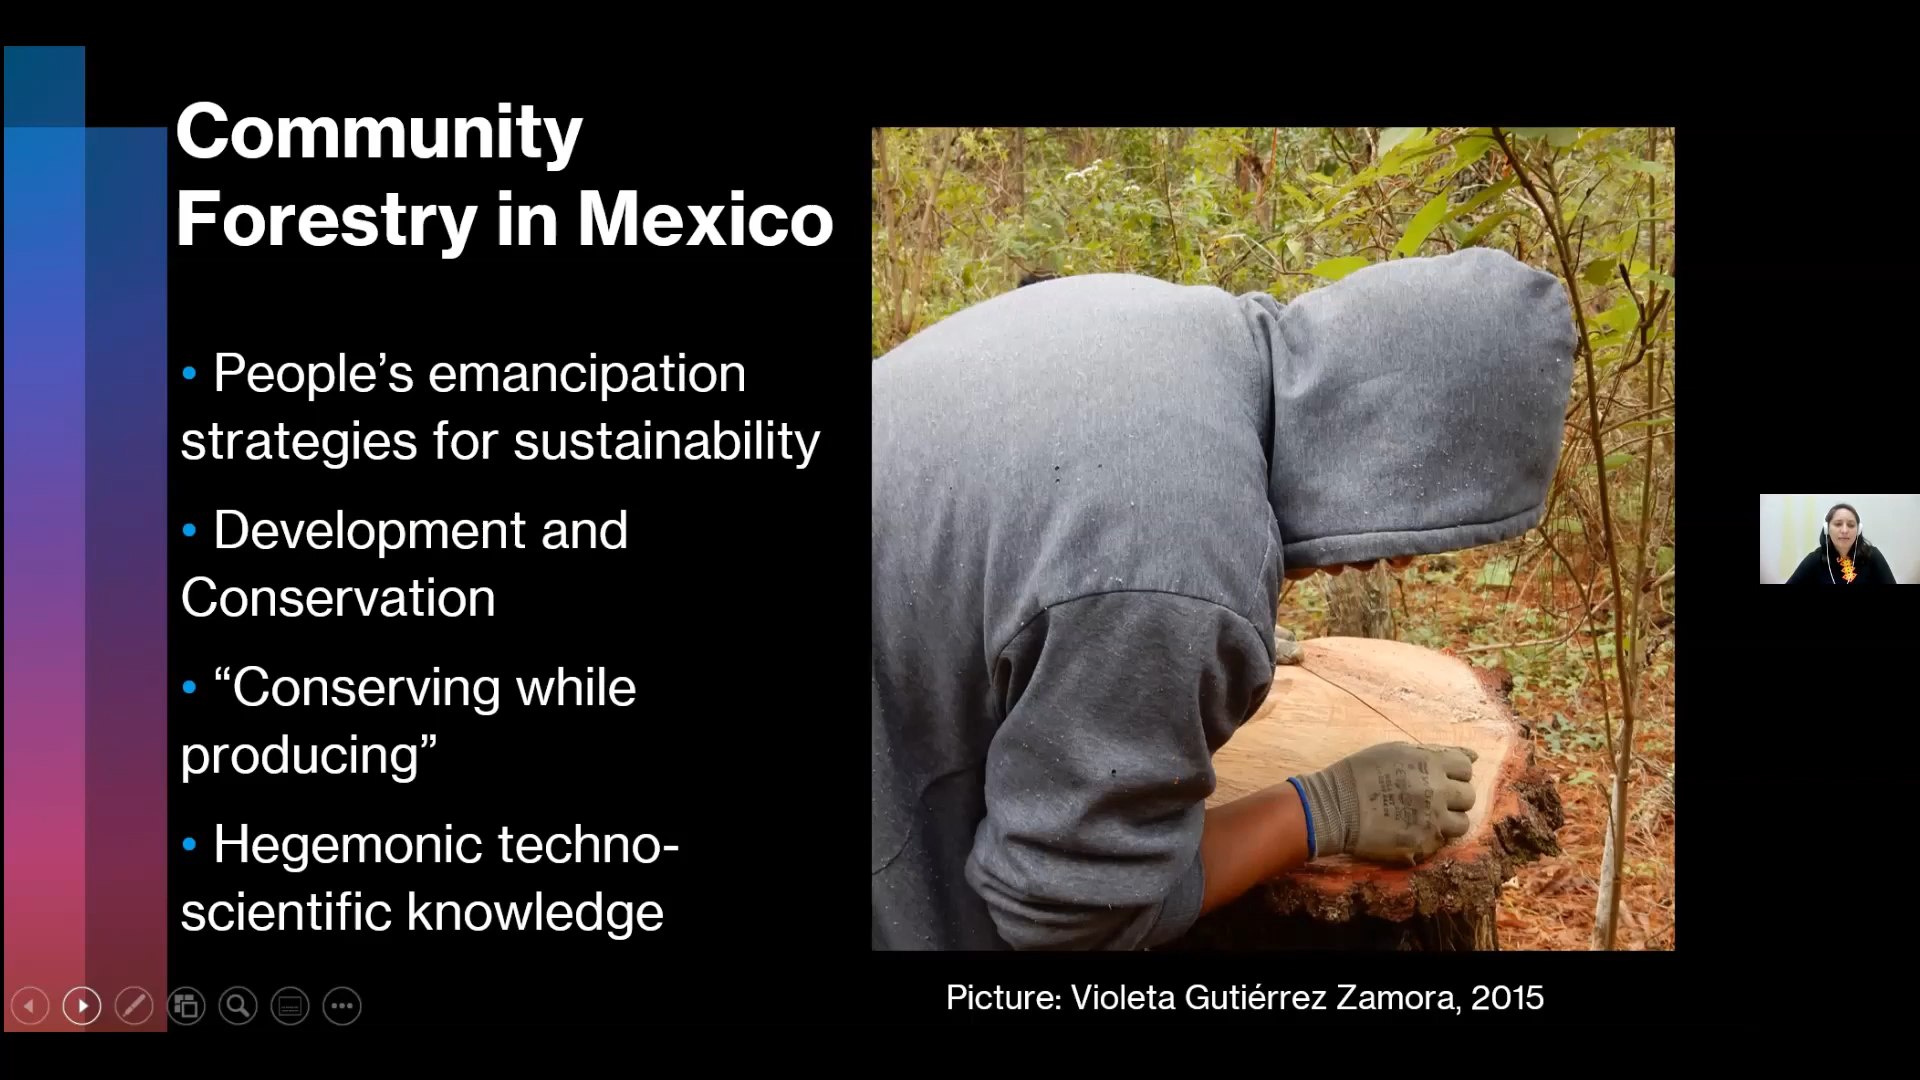 Community
Forestry in Mexico
• People’s emancipation
strategies for sustainability
• Development and
Conservation
• “Conserving while
producing”
• Hegemonic techno-
scientific knowledge
Picture: Violeta Gutiérrez Zamora, 2015